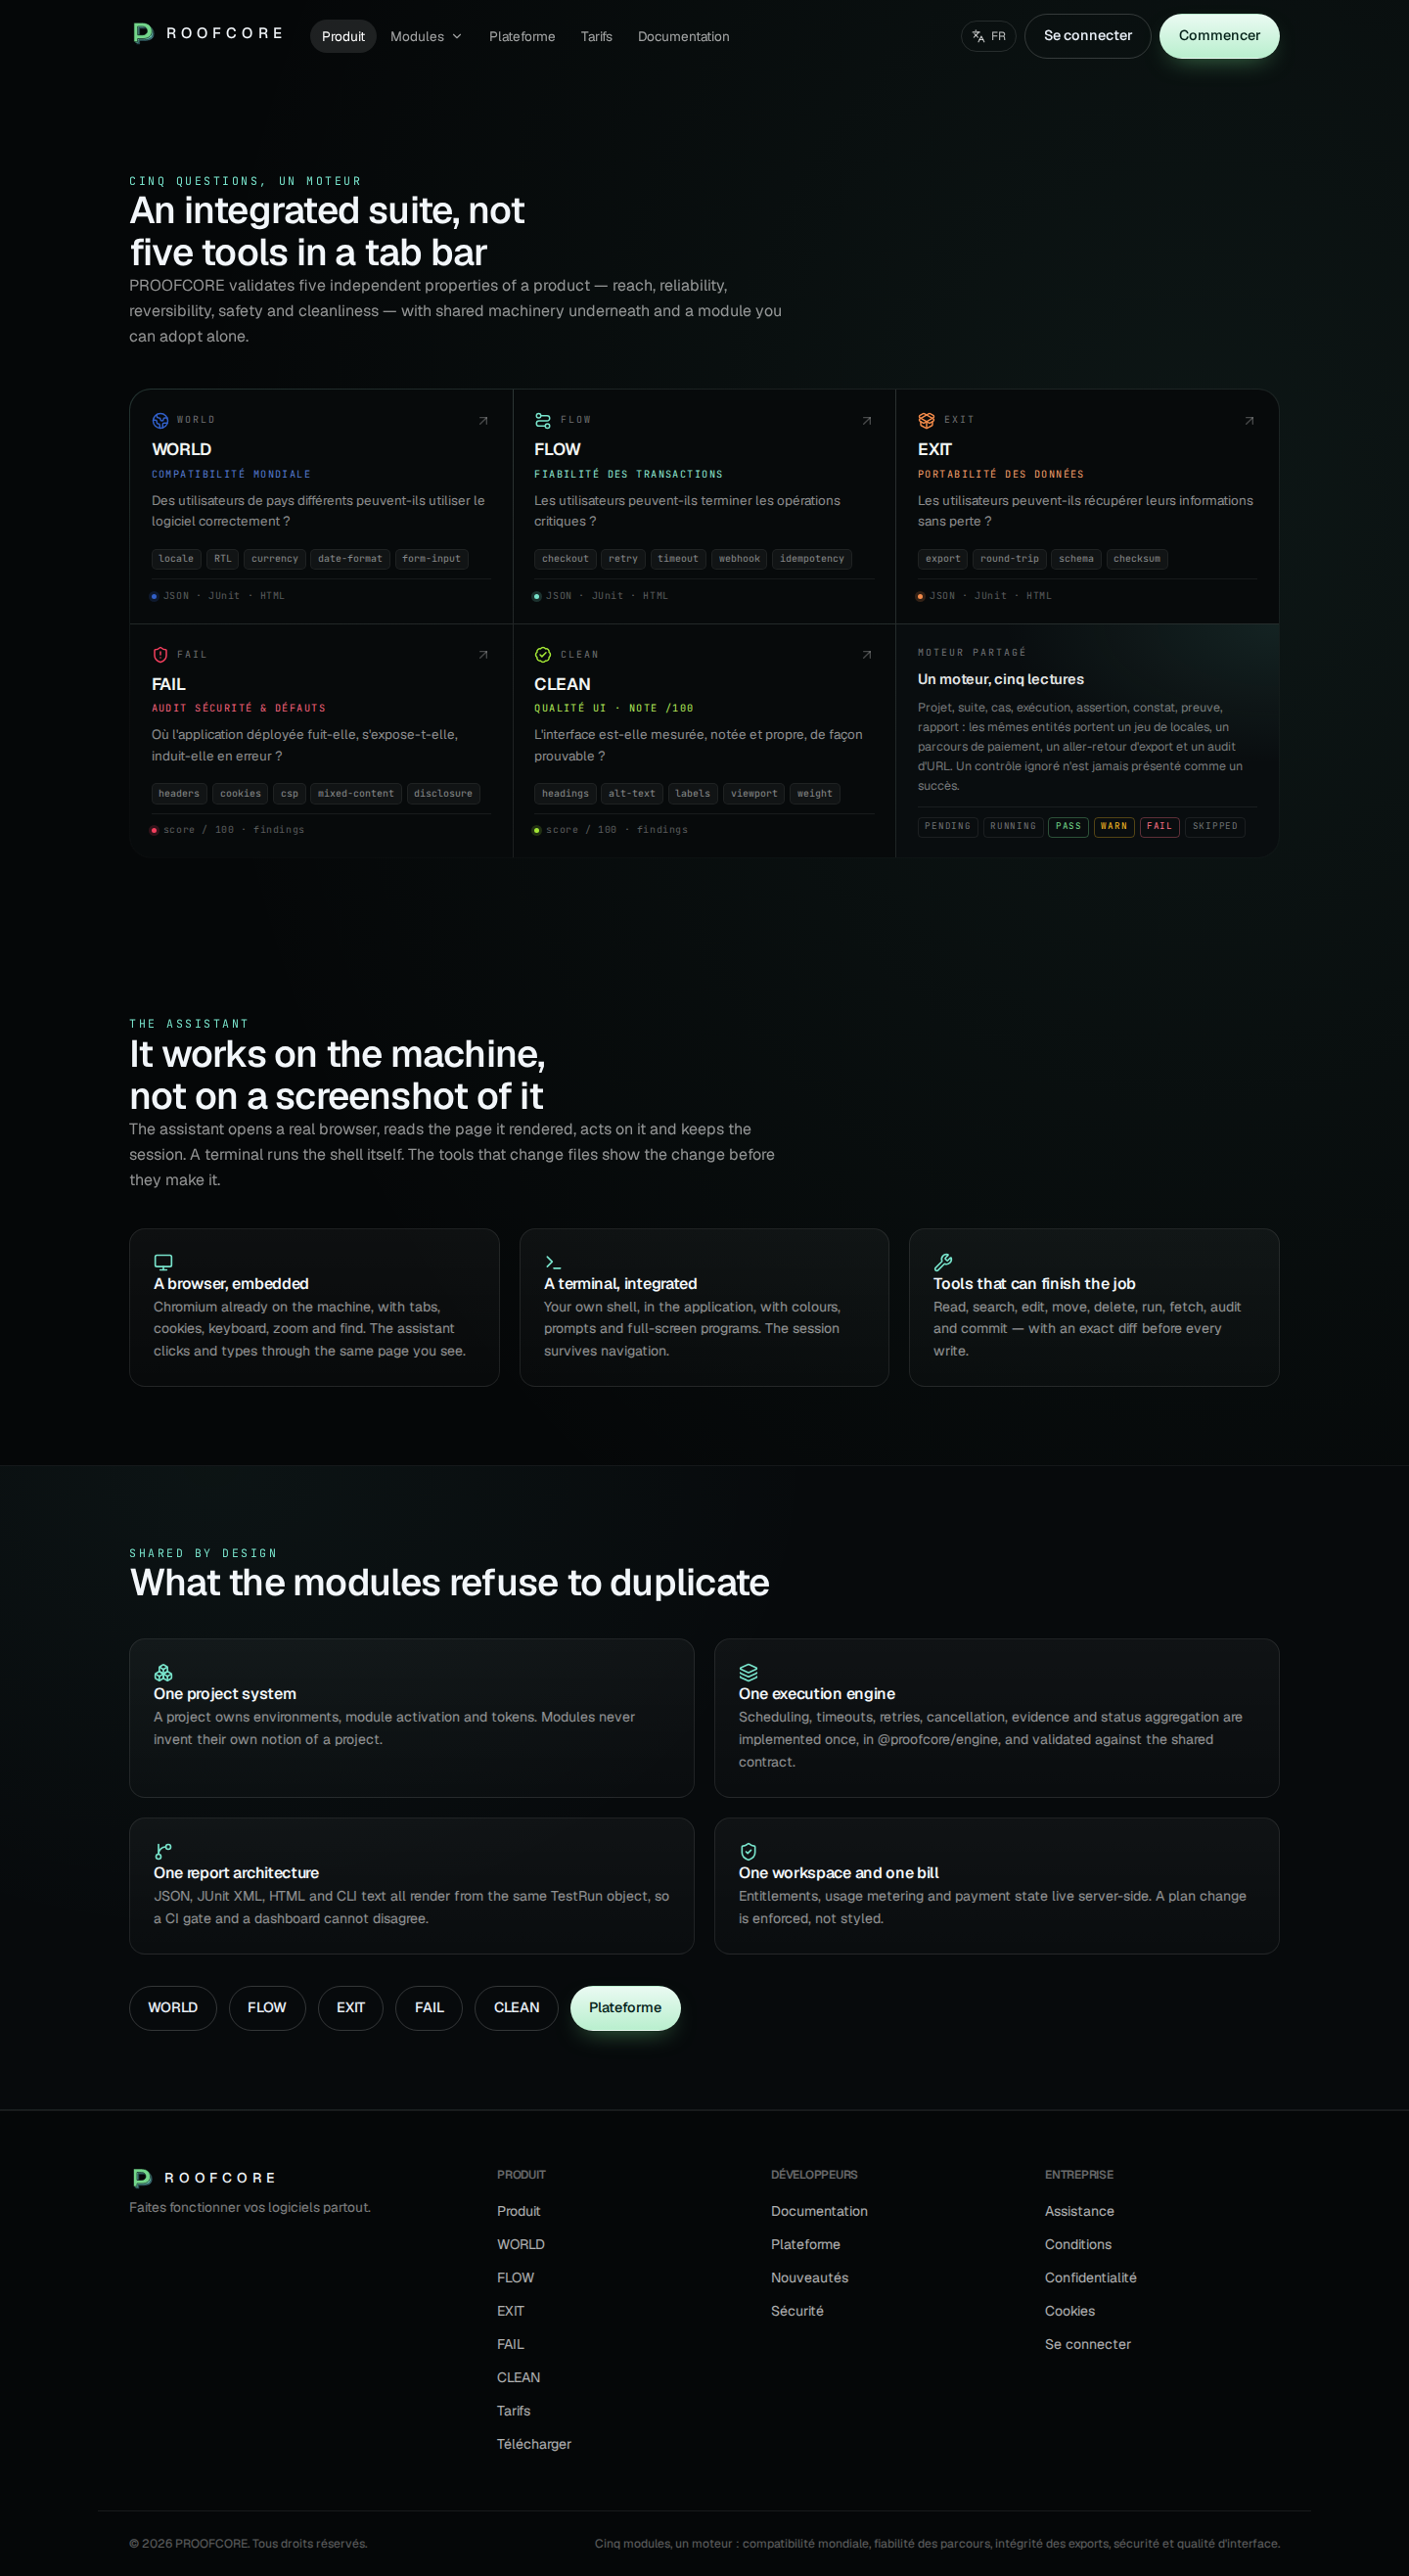 ROOFCORE
Produit
Modules
Plateforme
Tarifs
Documentation
FR
Se connecter
Commencer
CINQ QUESTIONS, UN MOTEUR
An integrated suite, not
five tools in a tab bar
PROOFCORE validates five independent properties of a product — reach, reliability,
reversibility, safety and cleanliness — with shared machinery underneath and a module you
can adopt alone.
WORLD
WORLD
COMPATIBILITÉ MONDIALE
Des utilisateurs de pays différents peuvent-ils utiliser le
logiciel correctement ?
locale RTL currency date-format form-input
JSON · JUnit · HTML
FLOW
FLOW
FIABILITÉ DES TRANSACTIONS
Les utilisateurs peuvent-ils terminer les opérations
critiques ?
checkout retry timeout webhook idempotency
JSON · JUnit · HTML
EXIT
EXIT
PORTABILITÉ DES DONNÉES
Les utilisateurs peuvent-ils récupérer leurs informations
sans perte ?
export round-trip schema checksum
JSON · JUnit · HTML
FAIL
FAIL
AUDIT SÉCURITÉ & DÉFAUTS
Où l'application déployée fuit-elle, s'expose-t-elle,
induit-elle en erreur ?
headers cookies csp mixed-content disclosure
score / 100 · findings
CLEAN
CLEAN
QUALITÉ UI · NOTE /100
L'interface est-elle mesurée, notée et propre, de façon
prouvable ?
headings alt-text labels viewport weight
score / 100 · findings
MOTEUR PARTAGÉ
Un moteur, cinq lectures
Projet, suite, cas, exécution, assertion, constat, preuve,
rapport : les mêmes entités portent un jeu de locales, un
parcours de paiement, un aller-retour d'export et un audit
d'URL. Un contrôle ignoré n'est jamais présenté comme un
succès.
PENDING RUNNING PASS WARN FAIL SKIPPED
THE ASSISTANT
It works on the machine,
not on a screenshot of it
The assistant opens a real browser, reads the page it rendered, acts on it and keeps the
session. A terminal runs the shell itself. The tools that change files show the change before
they make it.
A browser, embedded
Chromium already on the machine, with tabs,
cookies, keyboard, zoom and find. The assistant
clicks and types through the same page you see.
A terminal, integrated
Your own shell, in the application, with colours,
prompts and full-screen programs. The session
survives navigation.
Tools that can finish the job
Read, search, edit, move, delete, run, fetch, audit
and commit — with an exact diff before every
write.
SHARED BY DESIGN
What the modules refuse to duplicate
One project system
A project owns environments, module activation and tokens. Modules never
invent their own notion of a project.
One execution engine
Scheduling, timeouts, retries, cancellation, evidence and status aggregation are
implemented once, in @proofcore/engine, and validated against the shared
contract.
One report architecture
JSON, JUnit XML, HTML and CLI text all render from the same TestRun object, so
a CI gate and a dashboard cannot disagree.
One workspace and one bill
Entitlements, usage metering and payment state live server-side. A plan change
is enforced, not styled.
WORLD FLOW EXIT FAIL CLEAN Plateforme
ROOFCORE
Faites fonctionner vos logiciels partout.
PRODUIT
Produit
WORLD
FLOW
EXIT
FAIL
CLEAN
Tarifs
Télécharger
DÉVELOPPEURS
Documentation
Plateforme
Nouveautés
Sécurité
ENTREPRISE
Assistance
Conditions
Confidentialité
Cookies
Se connecter
© 2026 PROOFCORE. Tous droits réservés.
Cinq modules, un moteur : compatibilité mondiale, fiabilité des parcours, intégrité des exports, sécurité et qualité d'interface.